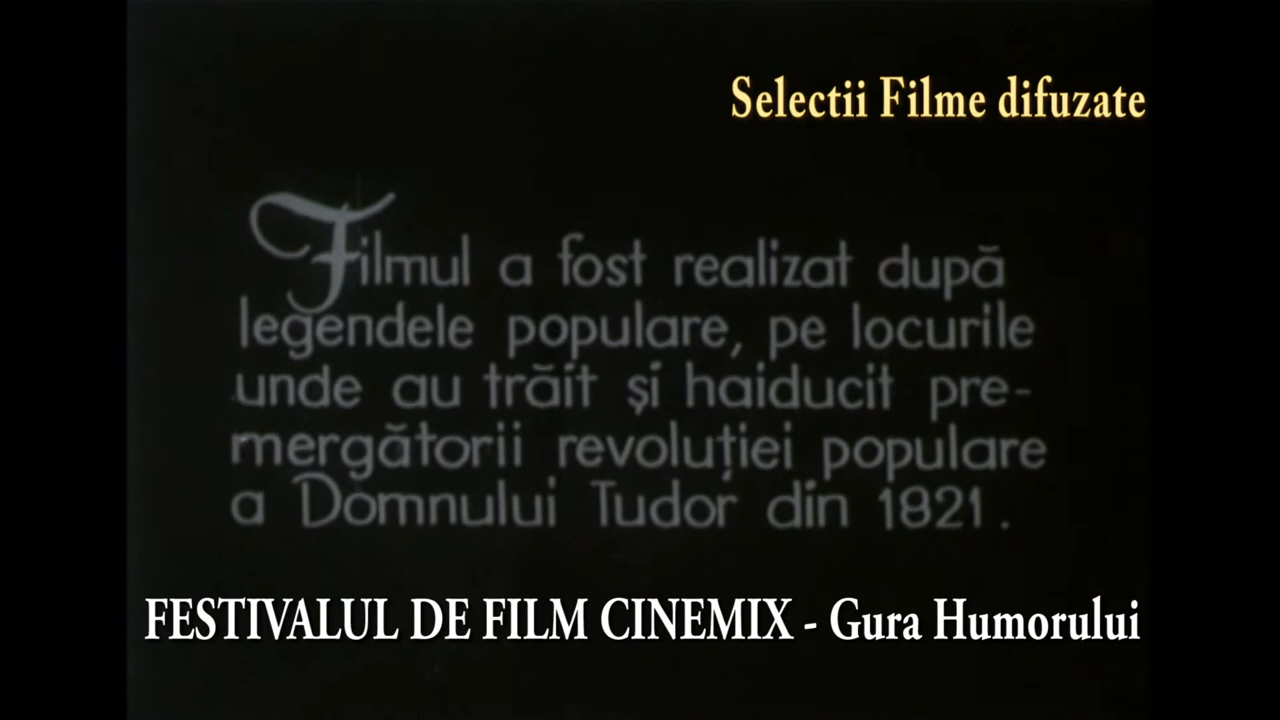 Selectii Filme difuzate
Filmul a fost realizat după
legendele populare, pe locurile
unde au trăit și haiducit pre-
mergătorii revoluției populare
a Domnului Tudor din 1821.
FESTIVALUL DE FILM CINEMIX - Gura Humorului